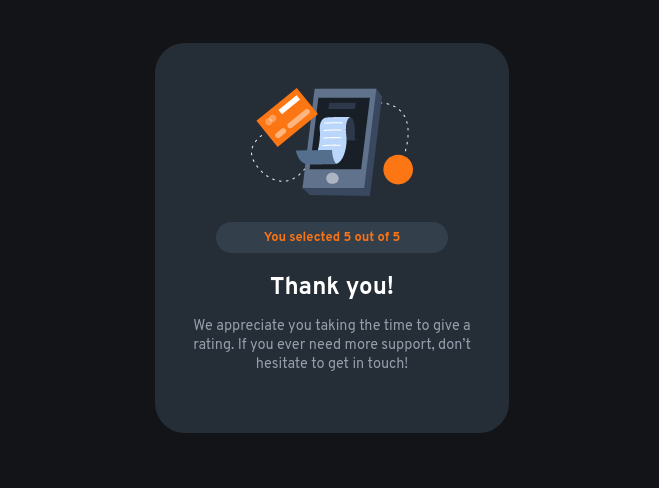 You selected 5 out of 5
Thank you!
We appreciate you taking the time to give a
rating. If you ever need more support, don’t
hesitate to get in touch!